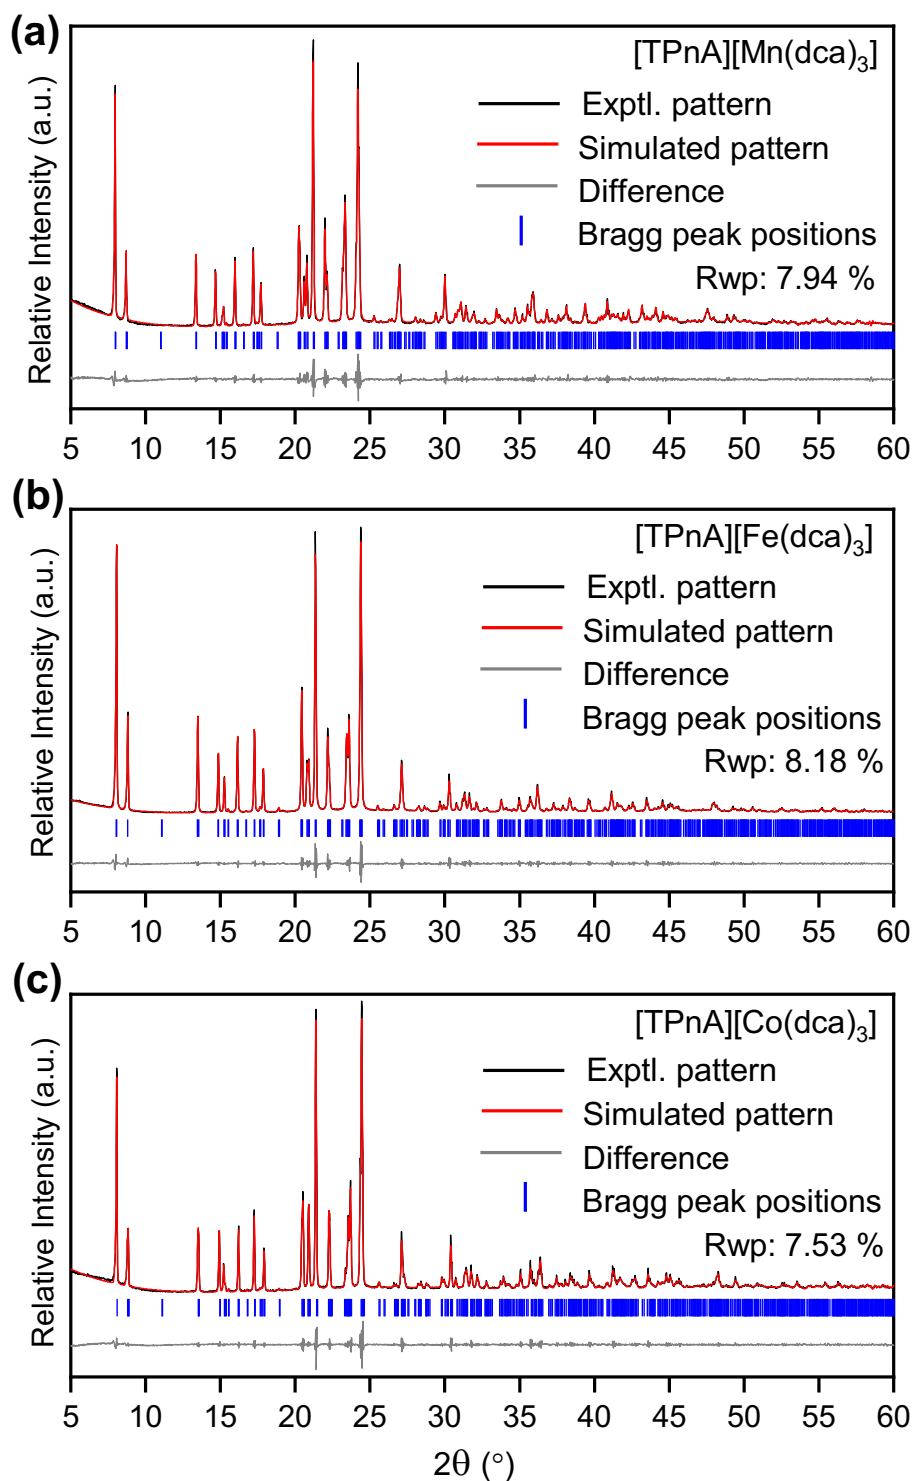 (a)
[TPnA][Mn(dca)₃]
Exptl. pattern
Simulated pattern
Difference
Bragg peak positions
Rwp: 7.94 %
Relative Intensity (a.u.)
5 10 15 20 25 30 35 40 45 50 55 60
(b)
[TPnA][Fe(dca)₃]
Exptl. pattern
Simulated pattern
Difference
Bragg peak positions
Rwp: 8.18 %
Relative Intensity (a.u.)
5 10 15 20 25 30 35 40 45 50 55 60
(c)
[TPnA][Co(dca)₃]
Exptl. pattern
Simulated pattern
Difference
Bragg peak positions
Rwp: 7.53 %
Relative Intensity (a.u.)
5 10 15 20 25 30 35 40 45 50 55 60
2θ (°)